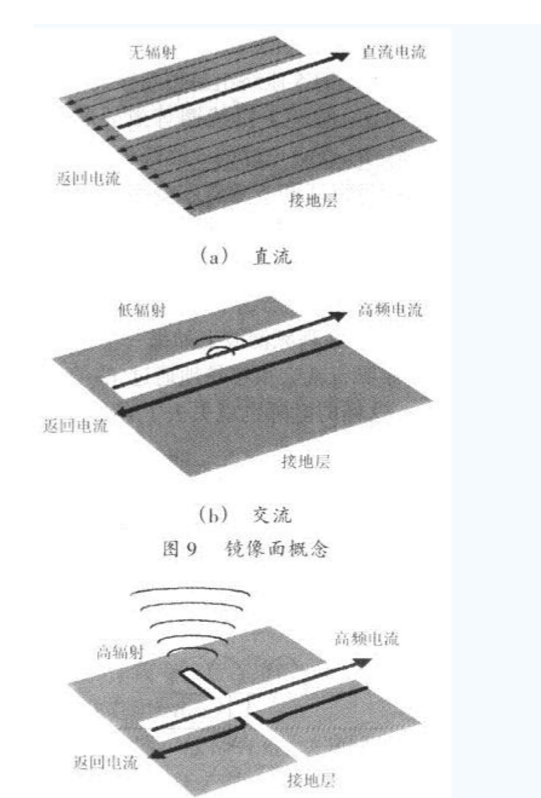 无辐射
直流电流
返回电流
接地层
(a) 直流
低辐射
高频电流
返回电流
接地层
(b) 交流
图 9 镜像面概念
高辐射
高频电流
返回电流
接地层